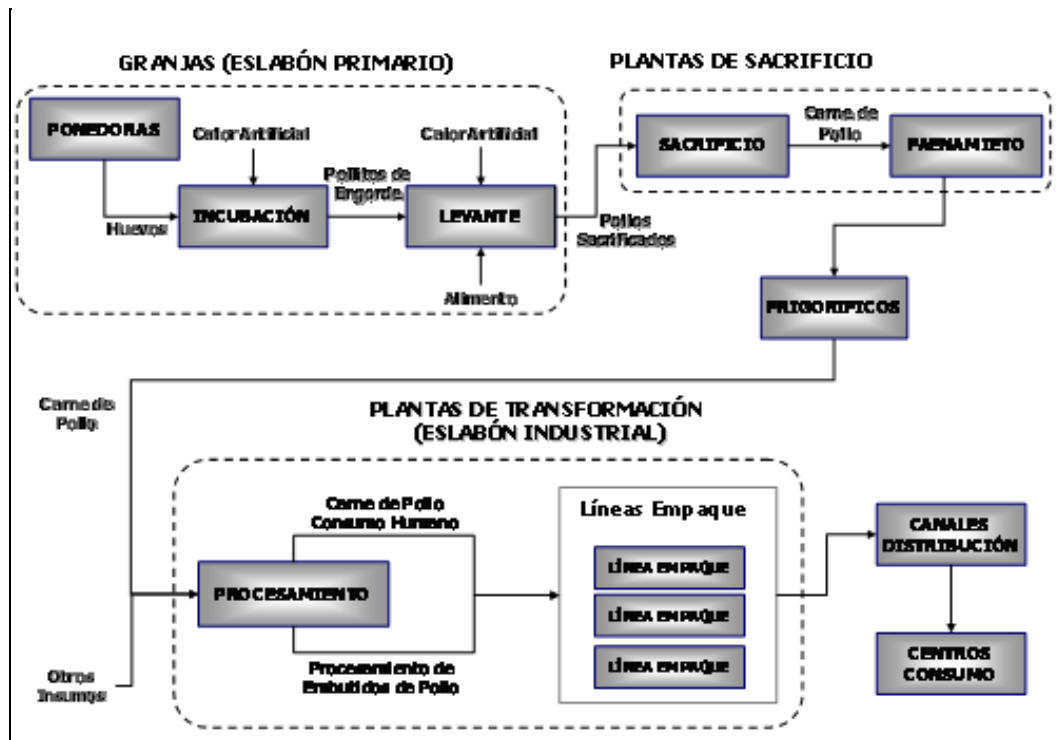 GRANJAS (ESLABÓN PRIMARIO)
PONEDORAS
Calor Artificial
Calor Artificial
Huevos
INCUBACIÓN
Pollitos de
Engorde
LEVANTE
Alimento
Pollos
Sacrificados
PLANTAS DE SACRIFICIO
SACRIFICIO
Carne de
Pollo
FAENAMIETO
FRIGORIFICOS
Carne de
Pollo
PLANTAS DE TRANSFORMACIÓN
(ESLABÓN INDUSTRIAL)
Otros
Insumos
PROCESAMIENTO
Carne de Pollo
Consumo Humano
Procesamiento de
Embutidos de Pollo
Líneas Empaque
LÍNEA EMPAQUE
LÍNEA EMPAQUE
LÍNEA EMPAQUE
CANALES
DISTRIBUCIÓN
CENTROS
CONSUMO